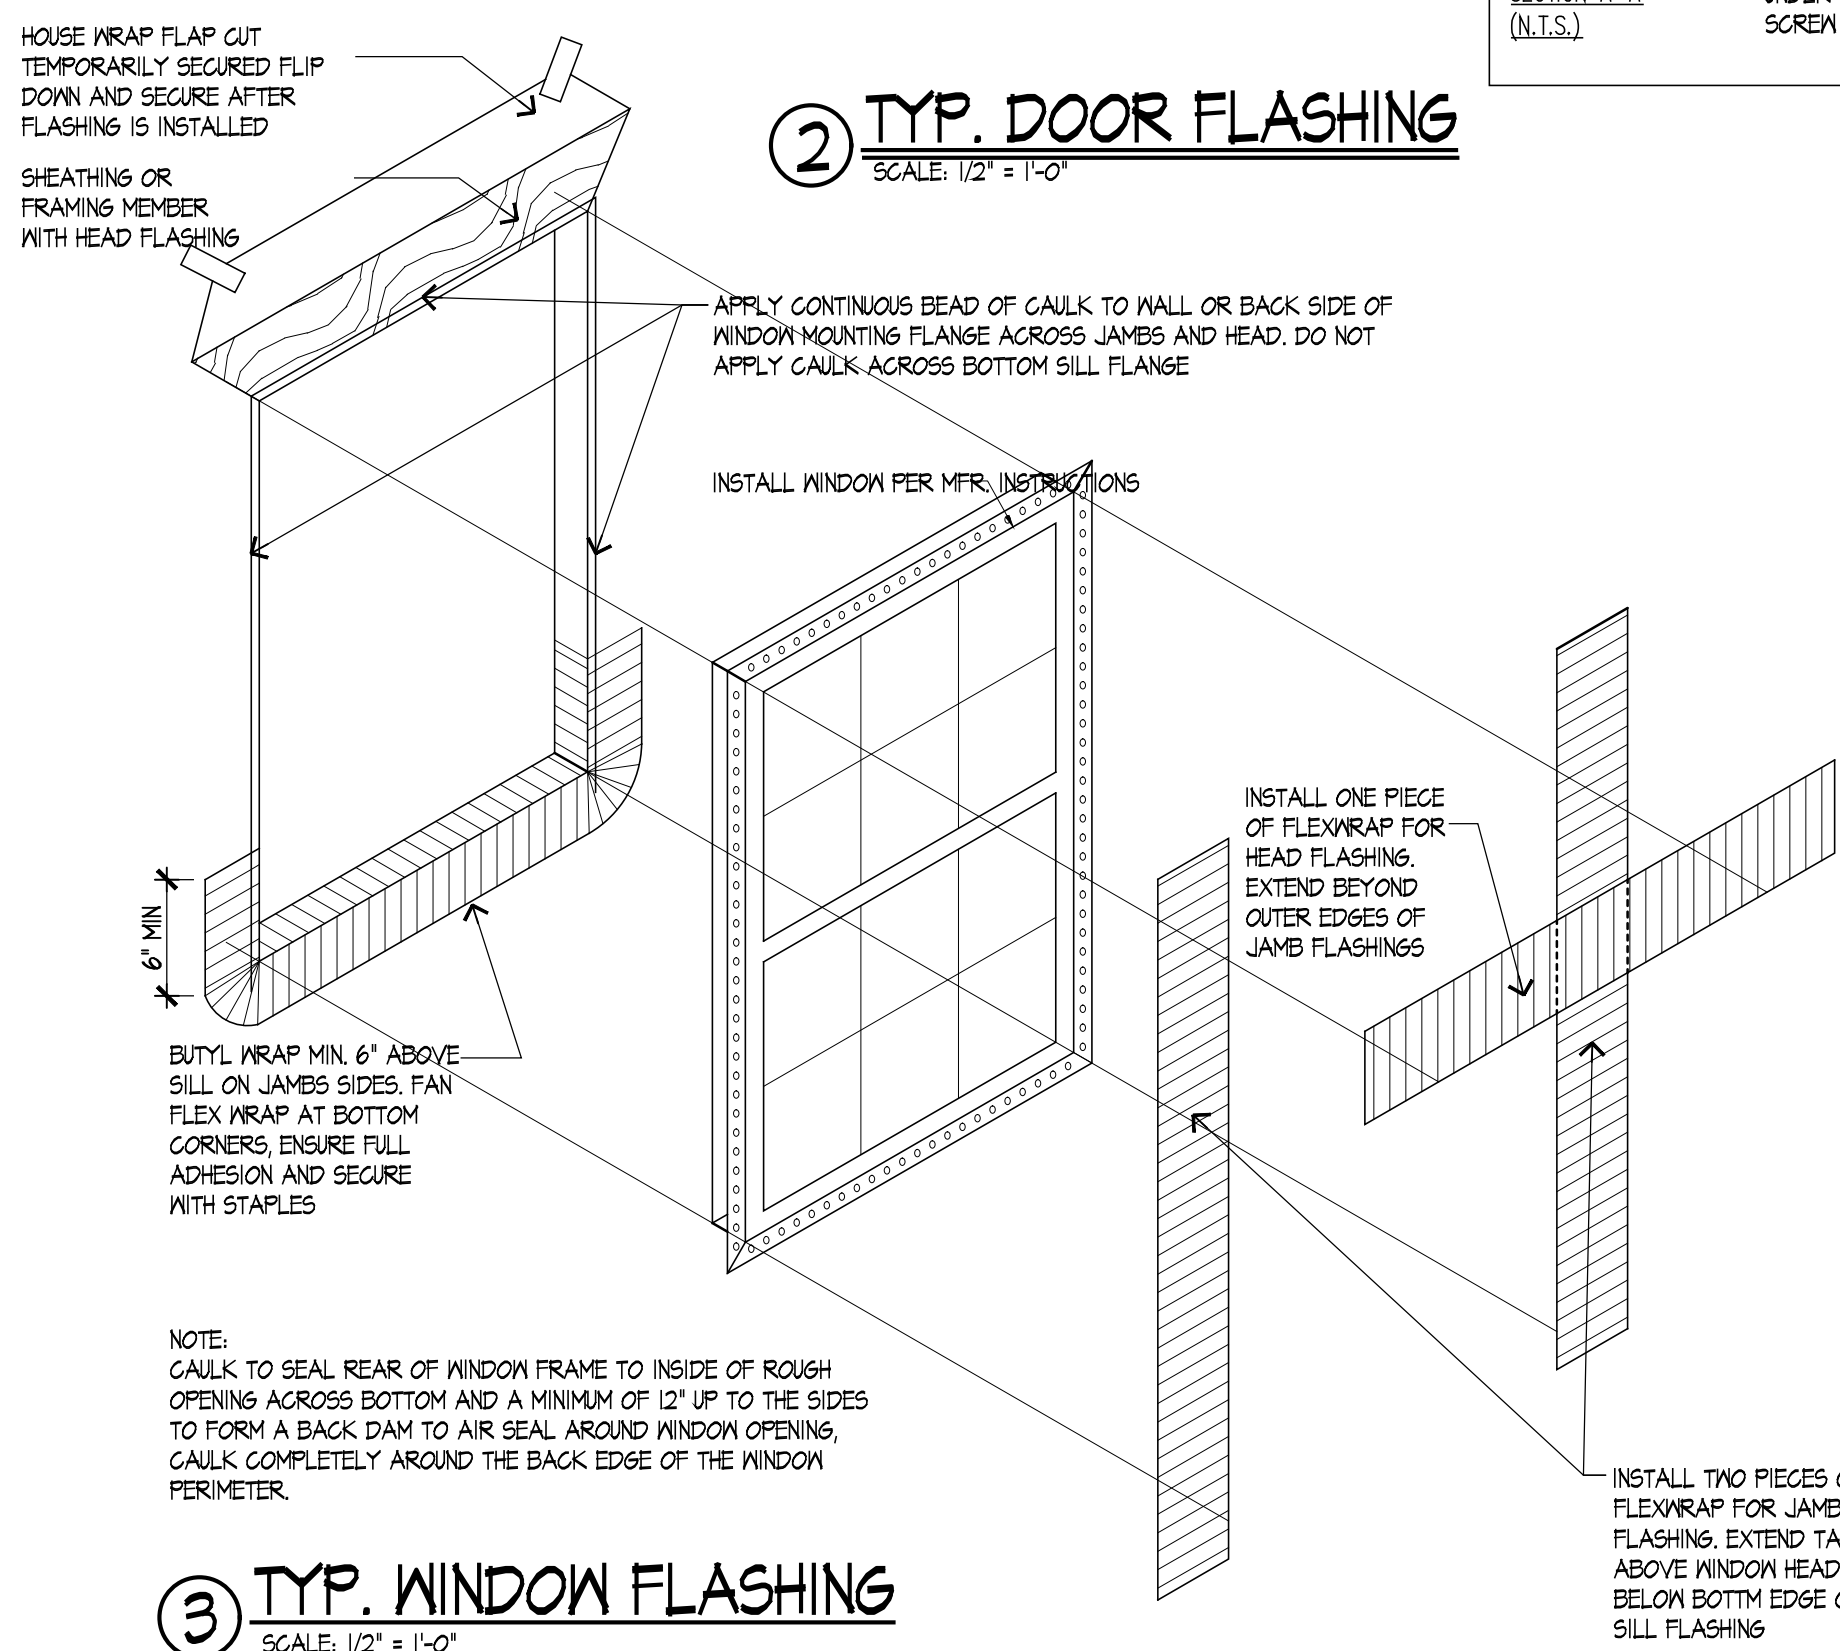 (N.T.S.)
SCREW
HOUSE WRAP FLAP CUT
TEMPORARILY SECURED FLIP
DOWN AND SECURE AFTER
FLASHING IS INSTALLED
SHEATHING OR
FRAMING MEMBER
WITH HEAD FLASHING
2 TYP. DOOR FLASHING
SCALE: 1/2" = 1'-0"
APPLY CONTINUOUS BEAD OF CAULK TO WALL OR BACK SIDE OF
WINDOW MOUNTING FLANGE ACROSS JAMBS AND HEAD. DO NOT
APPLY CAULK ACROSS BOTTOM SILL FLANGE
INSTALL WINDOW PER MFR. INSTRUCTIONS
INSTALL ONE PIECE
OF FLEXWRAP FOR
HEAD FLASHING.
EXTEND BEYOND
OUTER EDGES OF
JAMB FLASHINGS
6" MIN
BUTYL WRAP MIN. 6" ABOVE
SILL ON JAMBS SIDES. FAN
FLEX WRAP AT BOTTOM
CORNERS, ENSURE FULL
ADHESION AND SECURE
WITH STAPLES
NOTE:
CAULK TO SEAL REAR OF WINDOW FRAME TO INSIDE OF ROUGH
OPENING ACROSS BOTTOM AND A MINIMUM OF 12" UP TO THE SIDES
TO FORM A BACK DAM TO AIR SEAL AROUND WINDOW OPENING,
CAULK COMPLETELY AROUND THE BACK EDGE OF THE WINDOW
PERIMETER.
INSTALL TWO PIECES
FLEXWRAP FOR JAMB
FLASHING. EXTEND TA
ABOVE WINDOW HEAD
BELOW BOTTM EDGE
SILL FLASHING
3 TYP. WINDOW FLASHING
SCALE: 1/2" = 1'-0"